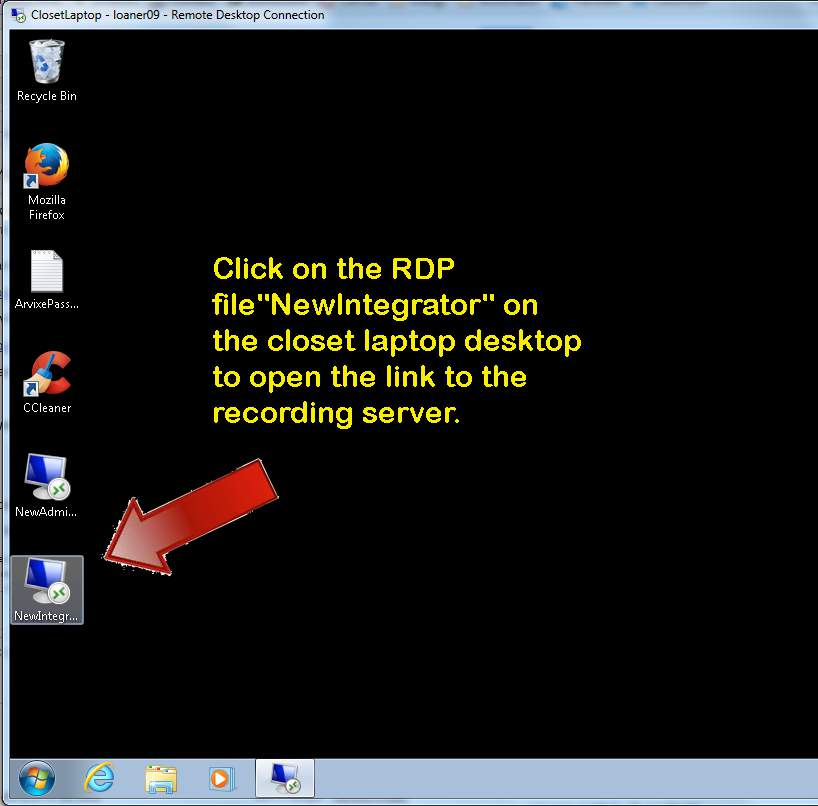 ClosetLaptop - loaner09 - Remote Desktop Connection
Recycle Bin
Mozilla
Firefox
ArvixePass...
CCleaner
NewAdmi...
NewIntegr...
Click on the RDP
file"NewIntegrator" on
the closet laptop desktop
to open the link to the
recording server.